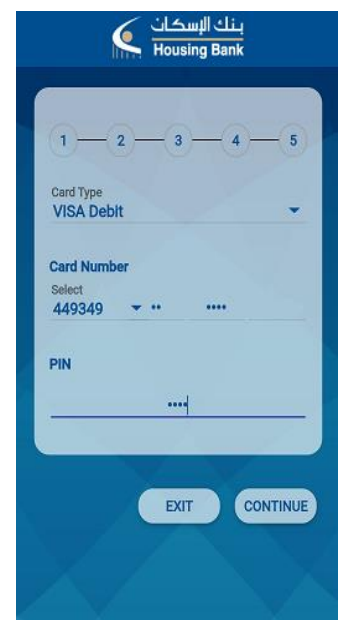 بنك الإسكان
Housing Bank
1 2 3 4 5
Card Type
VISA Debit
Card Number
Select
449349 •• ••••
PIN
••••
EXIT CONTINUE